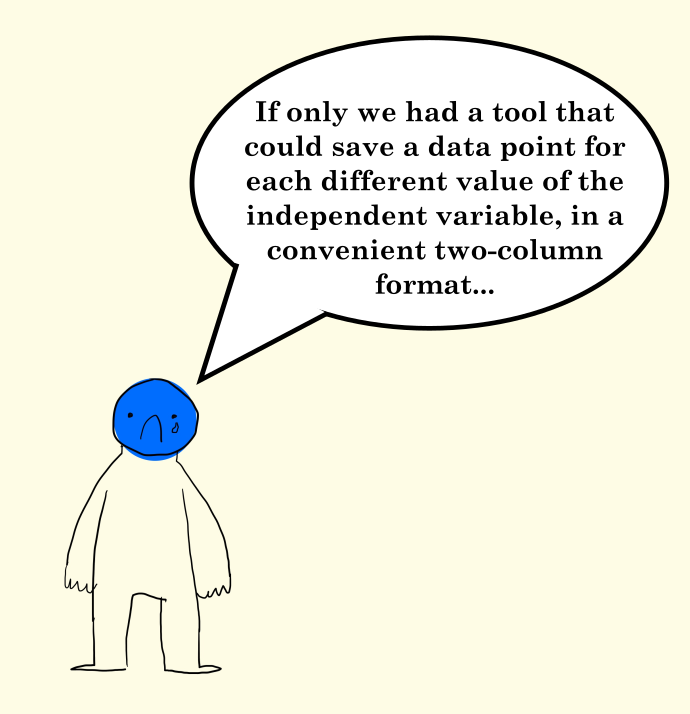 If only we had a tool that
could save a data point for
each different value of the
independent variable, in a
convenient two-column
format...